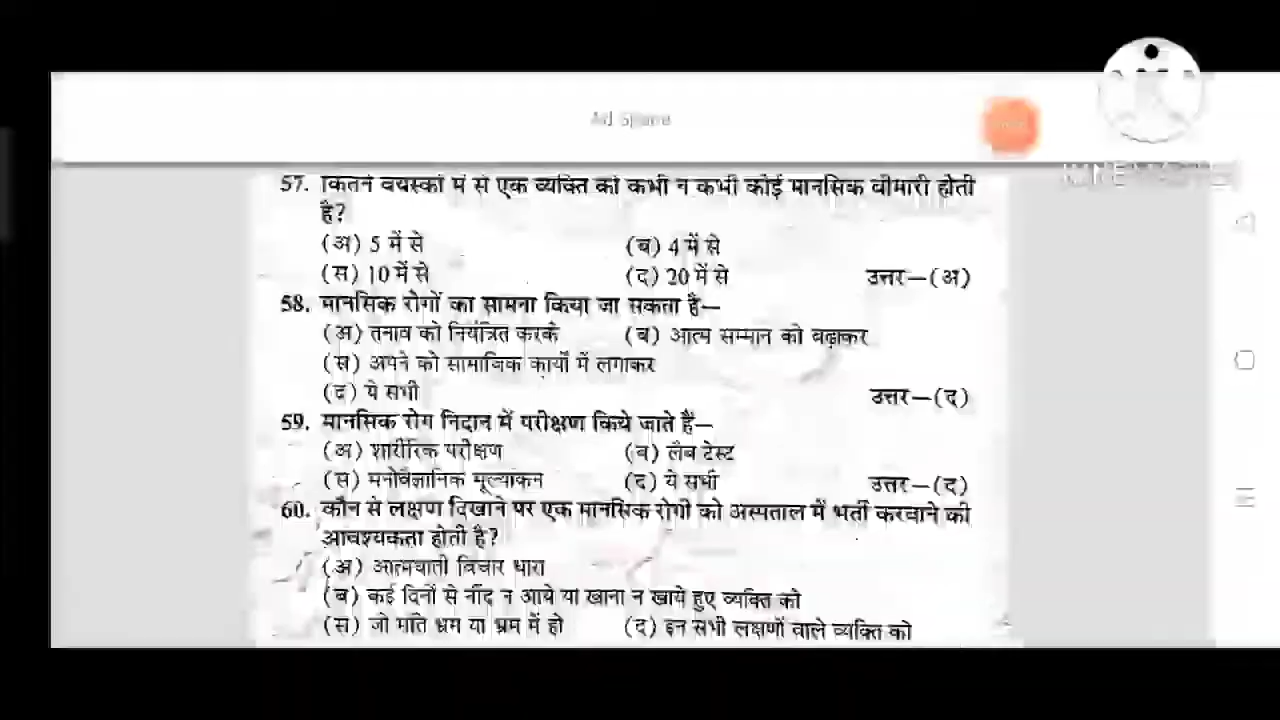 Ad Space
57. कितने वयस्कों में से एक व्यक्ति को कभी न कभी कोई मानसिक बीमारी होती
है?
(अ) 5 में से (ब) 4 में से
(स) 10 में से (द) 20 में से उत्तर—(अ)
58. मानसिक रोगों का सामना किया जा सकता है—
(अ) तनाव को नियंत्रित करके (ब) आत्म सम्मान को बढ़ाकर
(स) अपने को सामाजिक कार्यों में लगाकर
(द) ये सभी उत्तर—(द)
59. मानसिक रोग निदान में परीक्षण किये जाते हैं—
(अ) शारीरिक परीक्षण (ब) लैब टेस्ट
(स) मनोवैज्ञानिक मूल्यांकन (द) ये सभी उत्तर—(द)
60. कौन से लक्षण दिखाने पर एक मानसिक रोगी को अस्पताल में भर्ती करवाने की
आवश्यकता होती है?
(अ) आत्मघाती विचार धारा
(ब) कई दिनों से नींद न आये या खाना न खाये हुए व्यक्ति को
(स) जो मति भ्रम या भ्रम में हो (द) इन सभी लक्षणों वाले व्यक्ति को